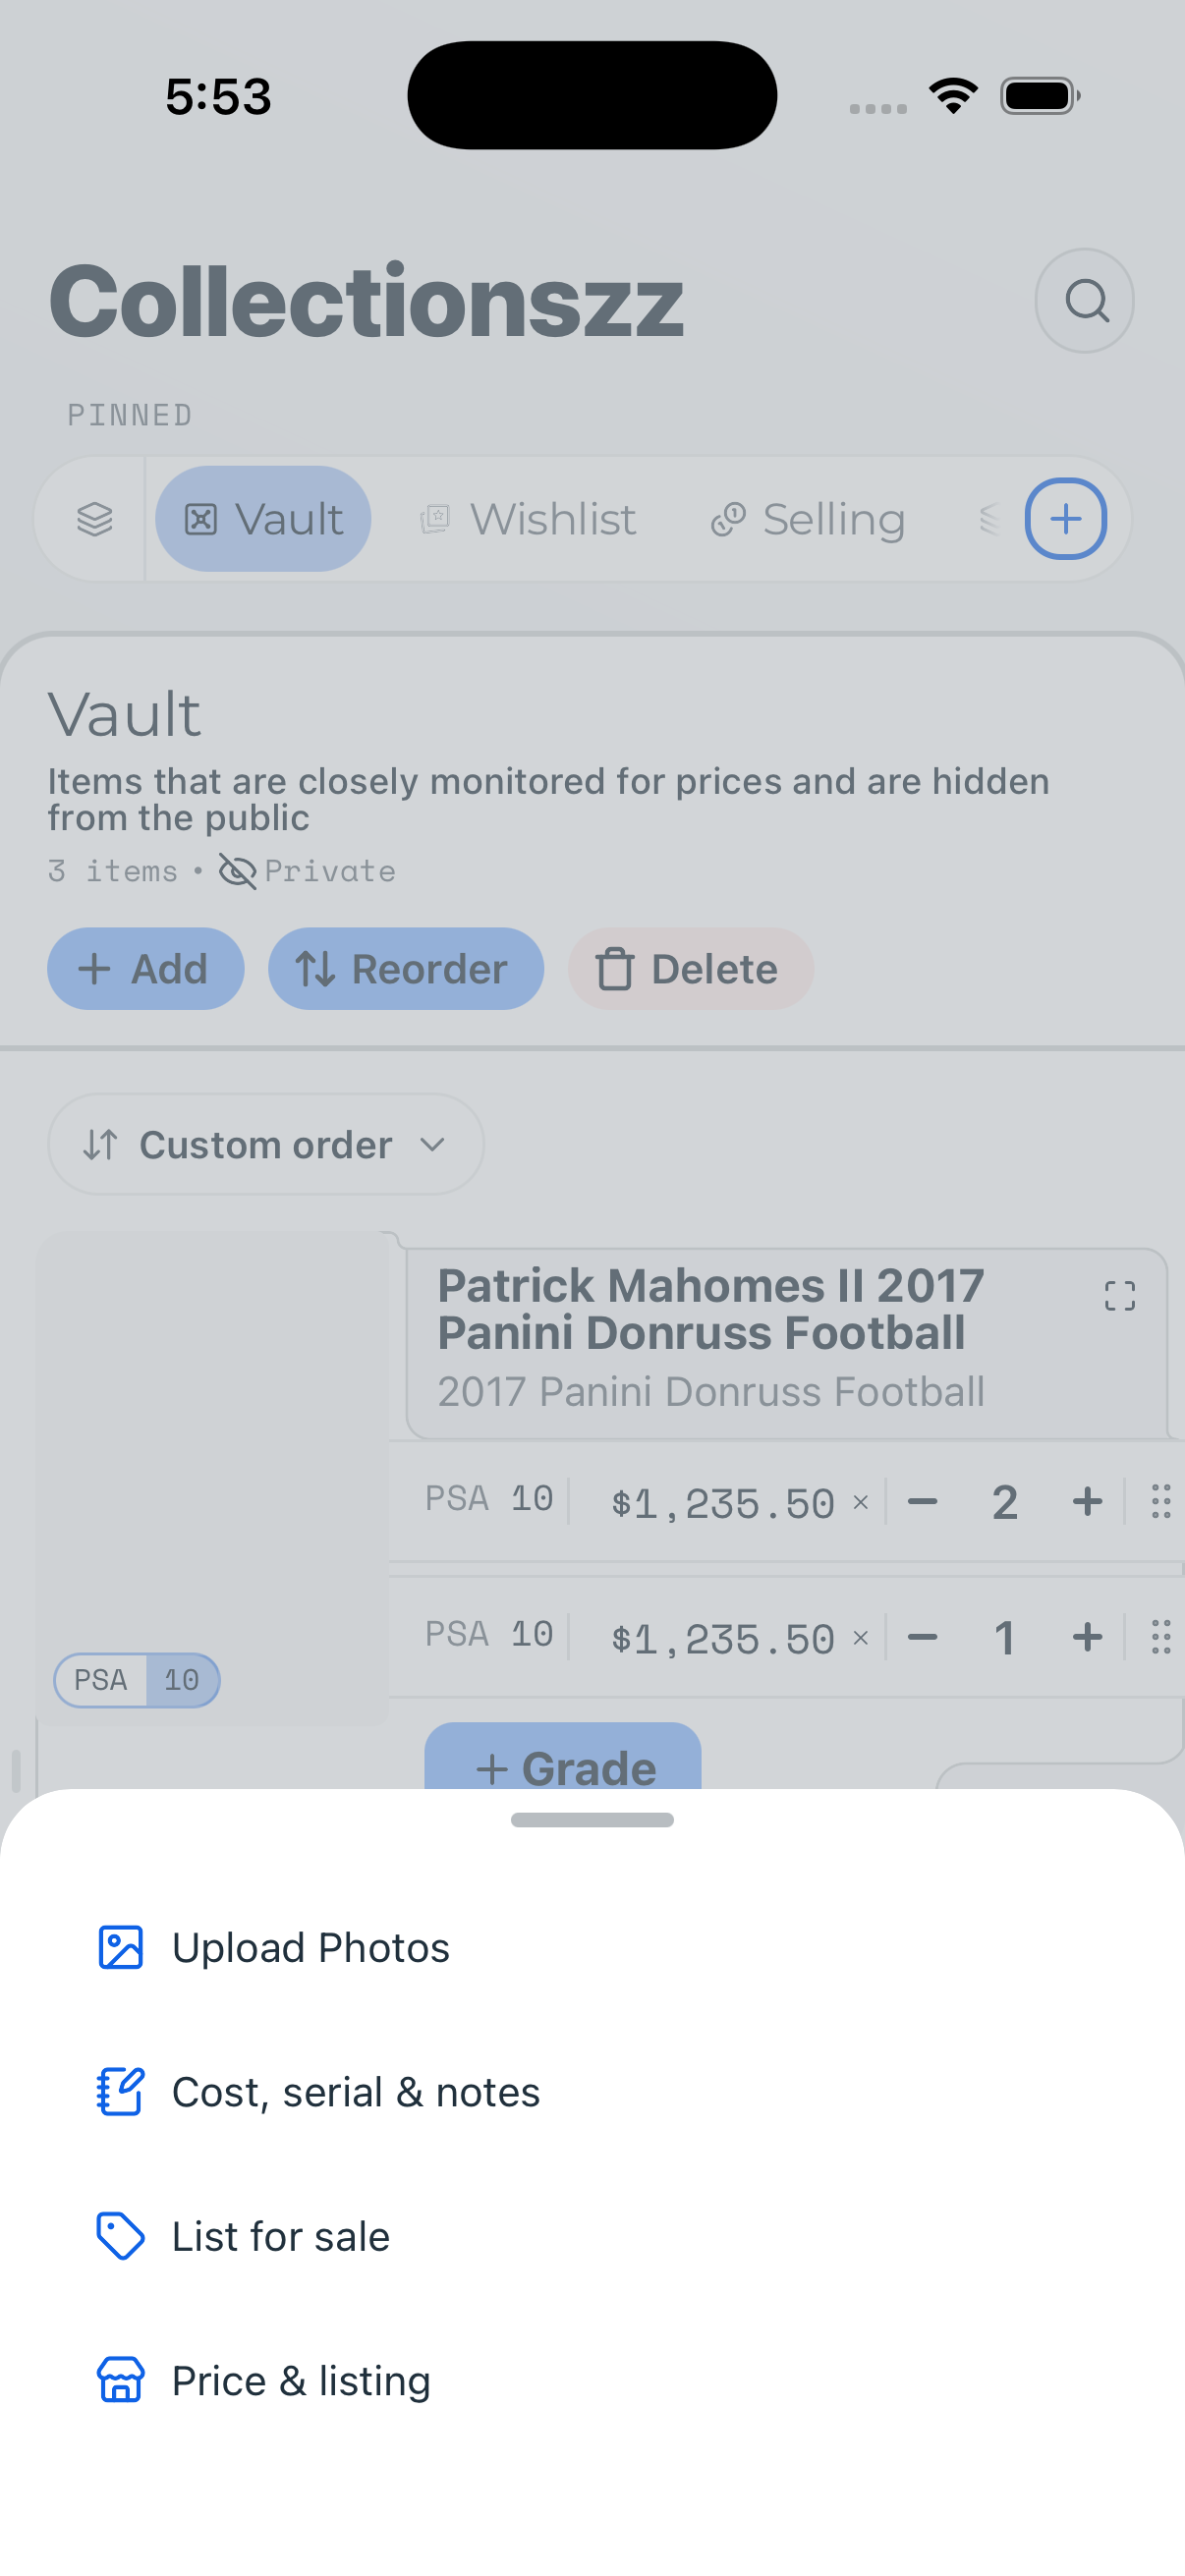 5:53
Collectionszz
PINNED
Vault
Wishlist
Selling
Vault
Items that are closely monitored for prices and are hidden
from the public
3 items • Private
Add
Reorder
Delete
Custom order
Patrick Mahomes II 2017
Panini Donruss Football
2017 Panini Donruss Football
PSA 10 $1,235.50 × − 2 +
PSA 10 $1,235.50 × − 1 +
PSA 10
+ Grade
Upload Photos
Cost, serial & notes
List for sale
Price & listing